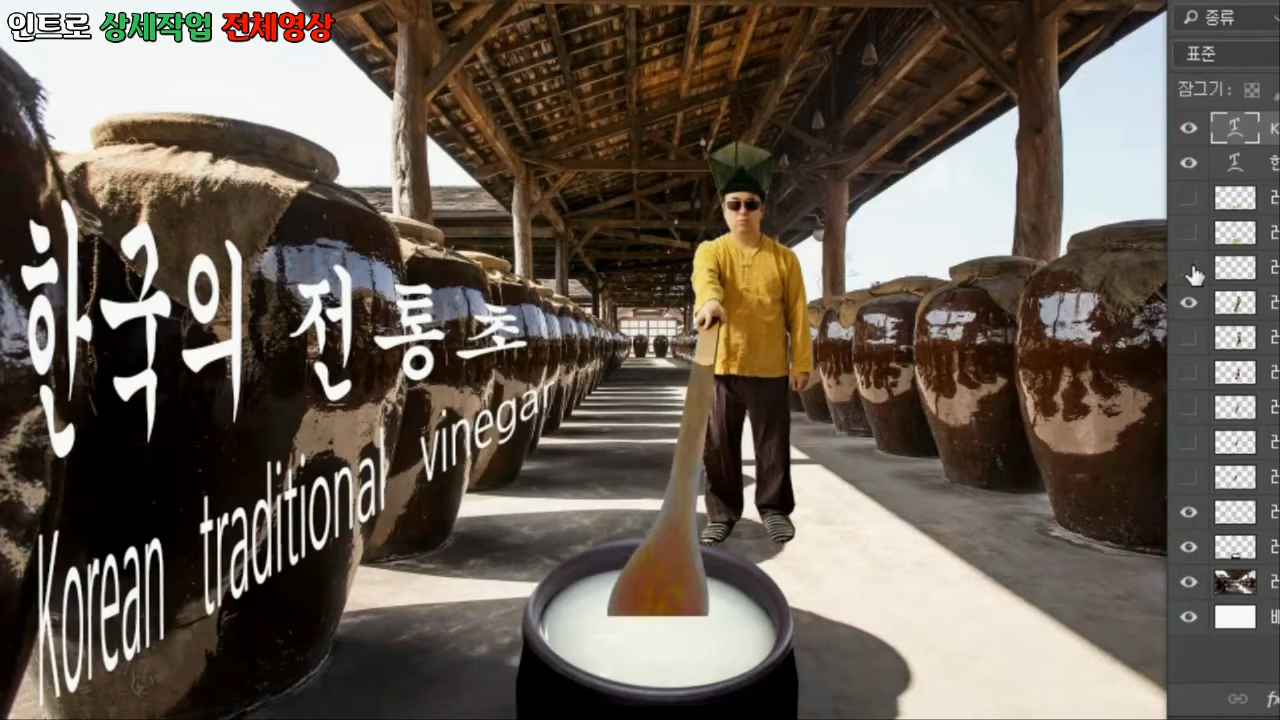 인트로 상세작업 전체영상
종류
표준
잠그기 :
한국의 전통초
Korean traditional vinegar